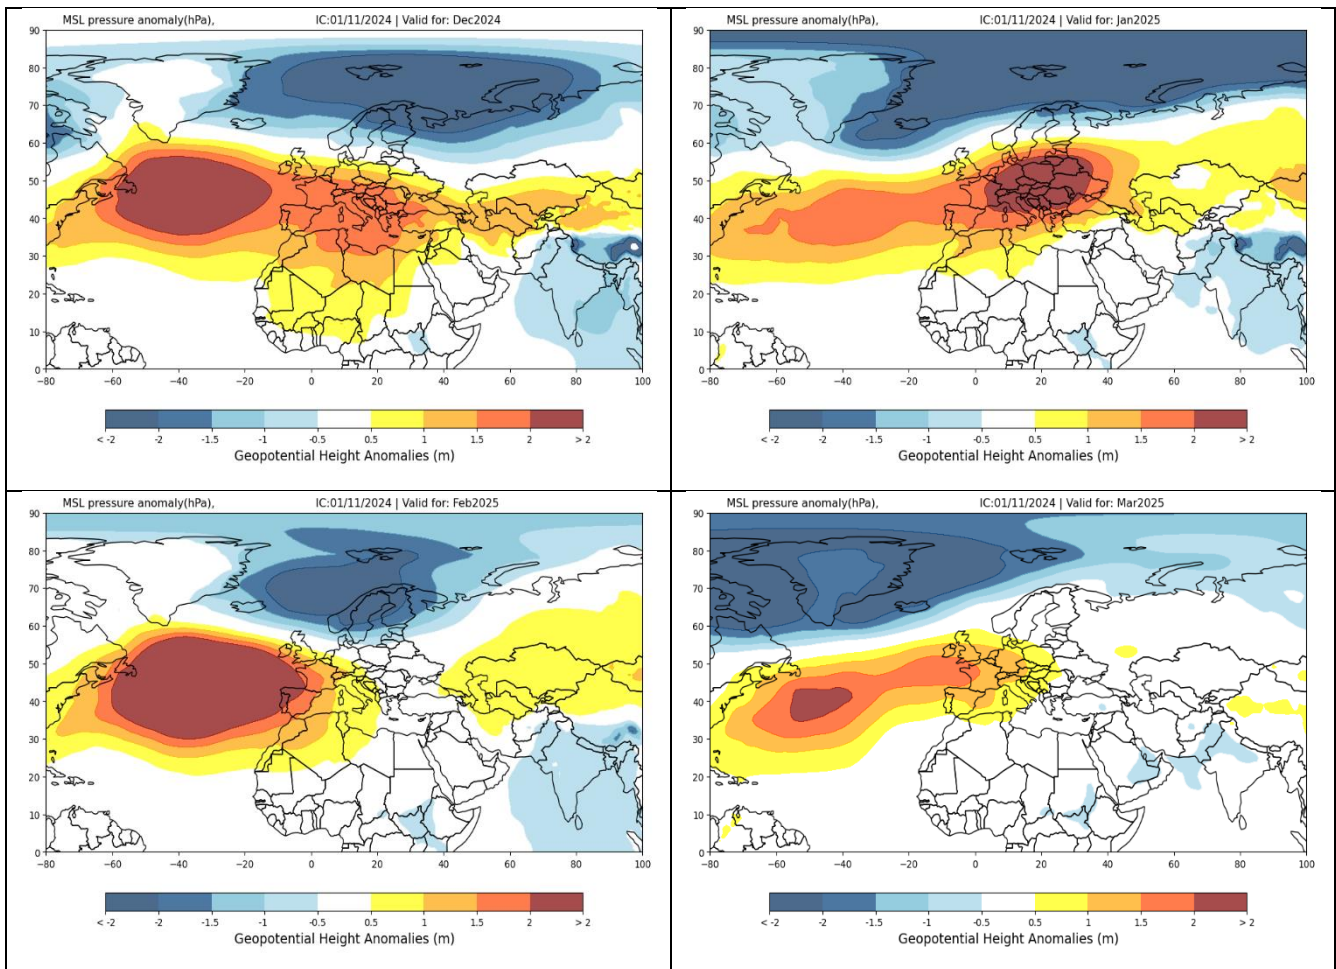 MSL pressure anomaly(hPa), IC:01/11/2024 | Valid for: Dec2024
90
80
70
60
50
40
30
20
10
0
−80 −60 −40 −20 0 20 40 60 80 100
< -2 -2 -1.5 -1 -0.5 0.5 1 1.5 2 > 2
Geopotential Height Anomalies (m)
MSL pressure anomaly(hPa), IC:01/11/2024 | Valid for: Jan2025
90
80
70
60
50
40
30
20
10
0
−80 −60 −40 −20 0 20 40 60 80 100
< -2 -2 -1.5 -1 -0.5 0.5 1 1.5 2 > 2
Geopotential Height Anomalies (m)
MSL pressure anomaly(hPa), IC:01/11/2024 | Valid for: Feb2025
90
80
70
60
50
40
30
20
10
0
−80 −60 −40 −20 0 20 40 60 80 100
< -2 -2 -1.5 -1 -0.5 0.5 1 1.5 2 > 2
Geopotential Height Anomalies (m)
MSL pressure anomaly(hPa), IC:01/11/2024 | Valid for: Mar2025
90
80
70
60
50
40
30
20
10
0
−80 −60 −40 −20 0 20 40 60 80 100
< -2 -2 -1.5 -1 -0.5 0.5 1 1.5 2 > 2
Geopotential Height Anomalies (m)